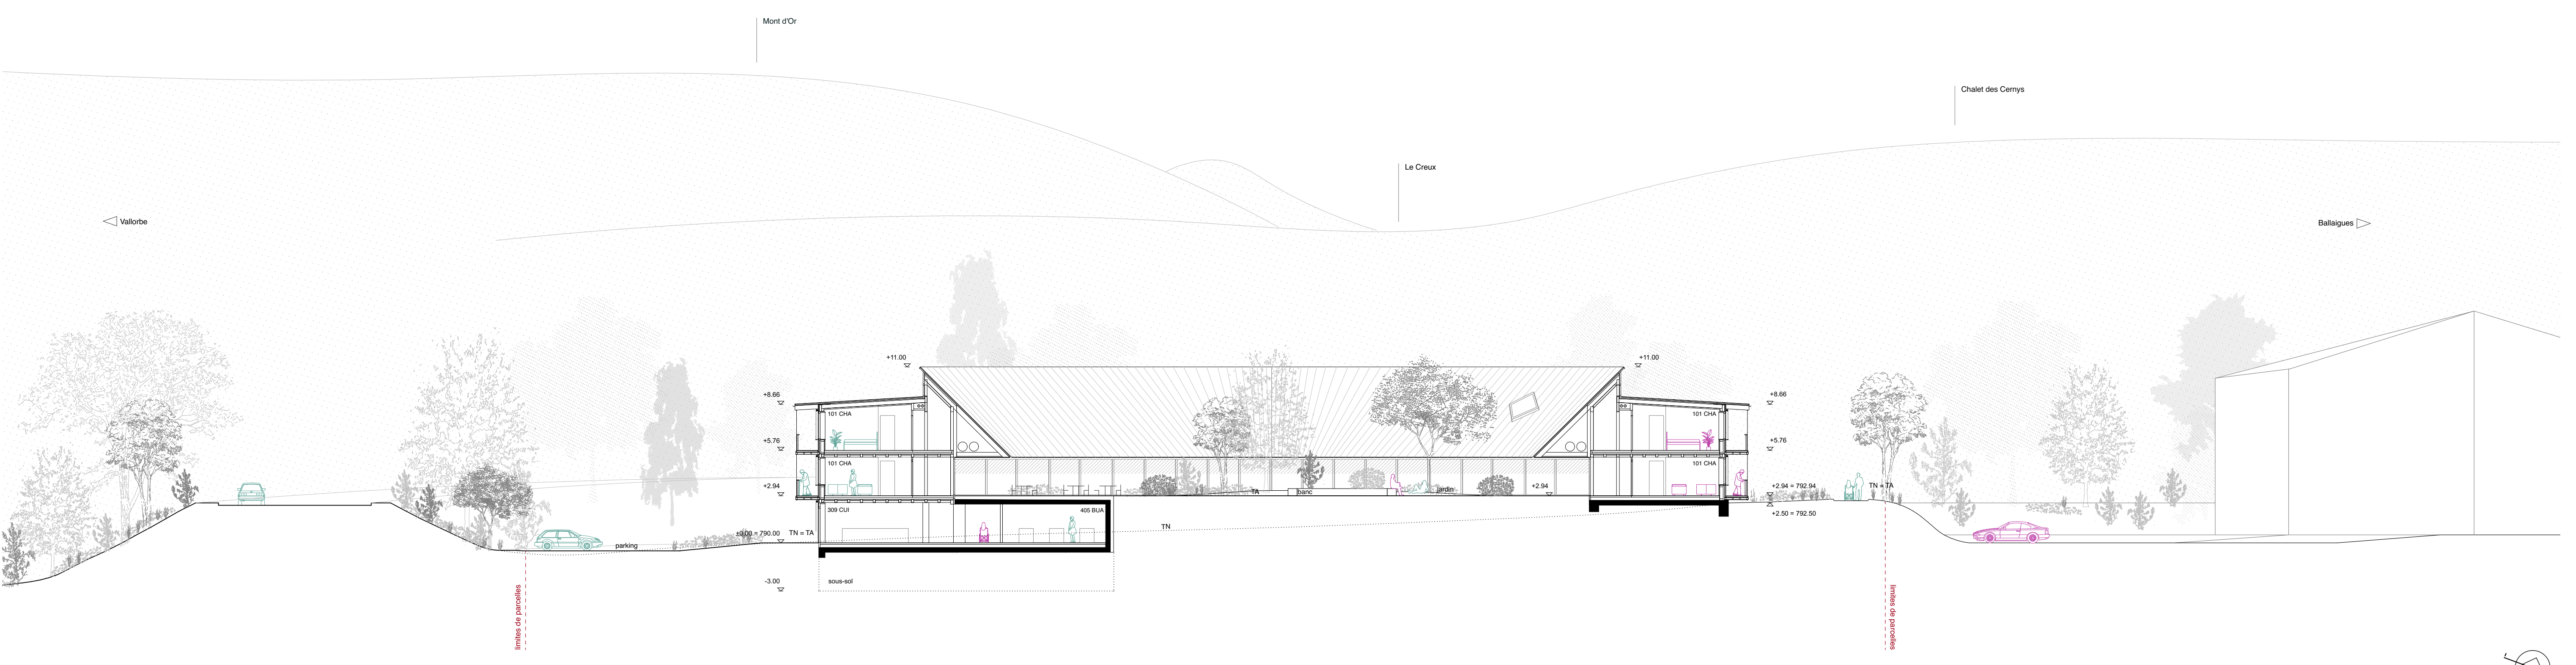 Mont d'Or
Chalet des Cernys
Le Creux
Vallorbe
Ballaigues
+11.00
+11.00
+8.66
+8.66
101 CHA
101 CHA
+5.76
+5.76
101 CHA
101 CHA
+2.94
TA
banc
jardin
+2.94
+2.94 = 792.94
TN = TA
309 CUI
405 BUA
+2.50 = 792.50
±0.00 = 790.00
TN = TA
TN
parking
-3.00
sous-sol
limites de parcelles
limites de parcelles